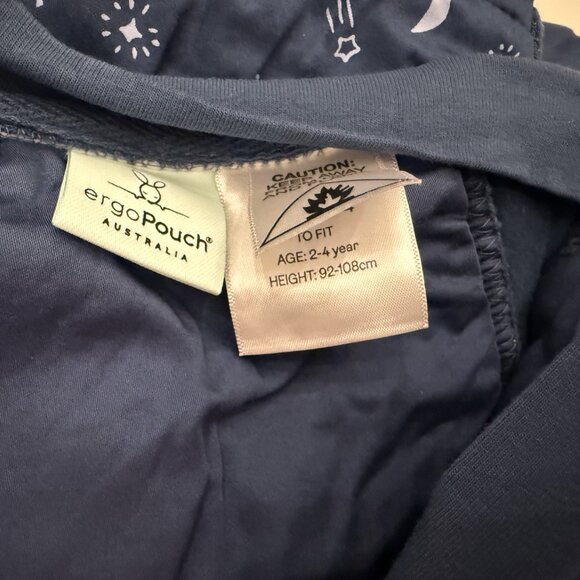 ergoPouch®
AUSTRALIA
CAUTION:
KEEP AWAY
TO FIT
AGE: 2-4 year
HEIGHT: 92-108cm